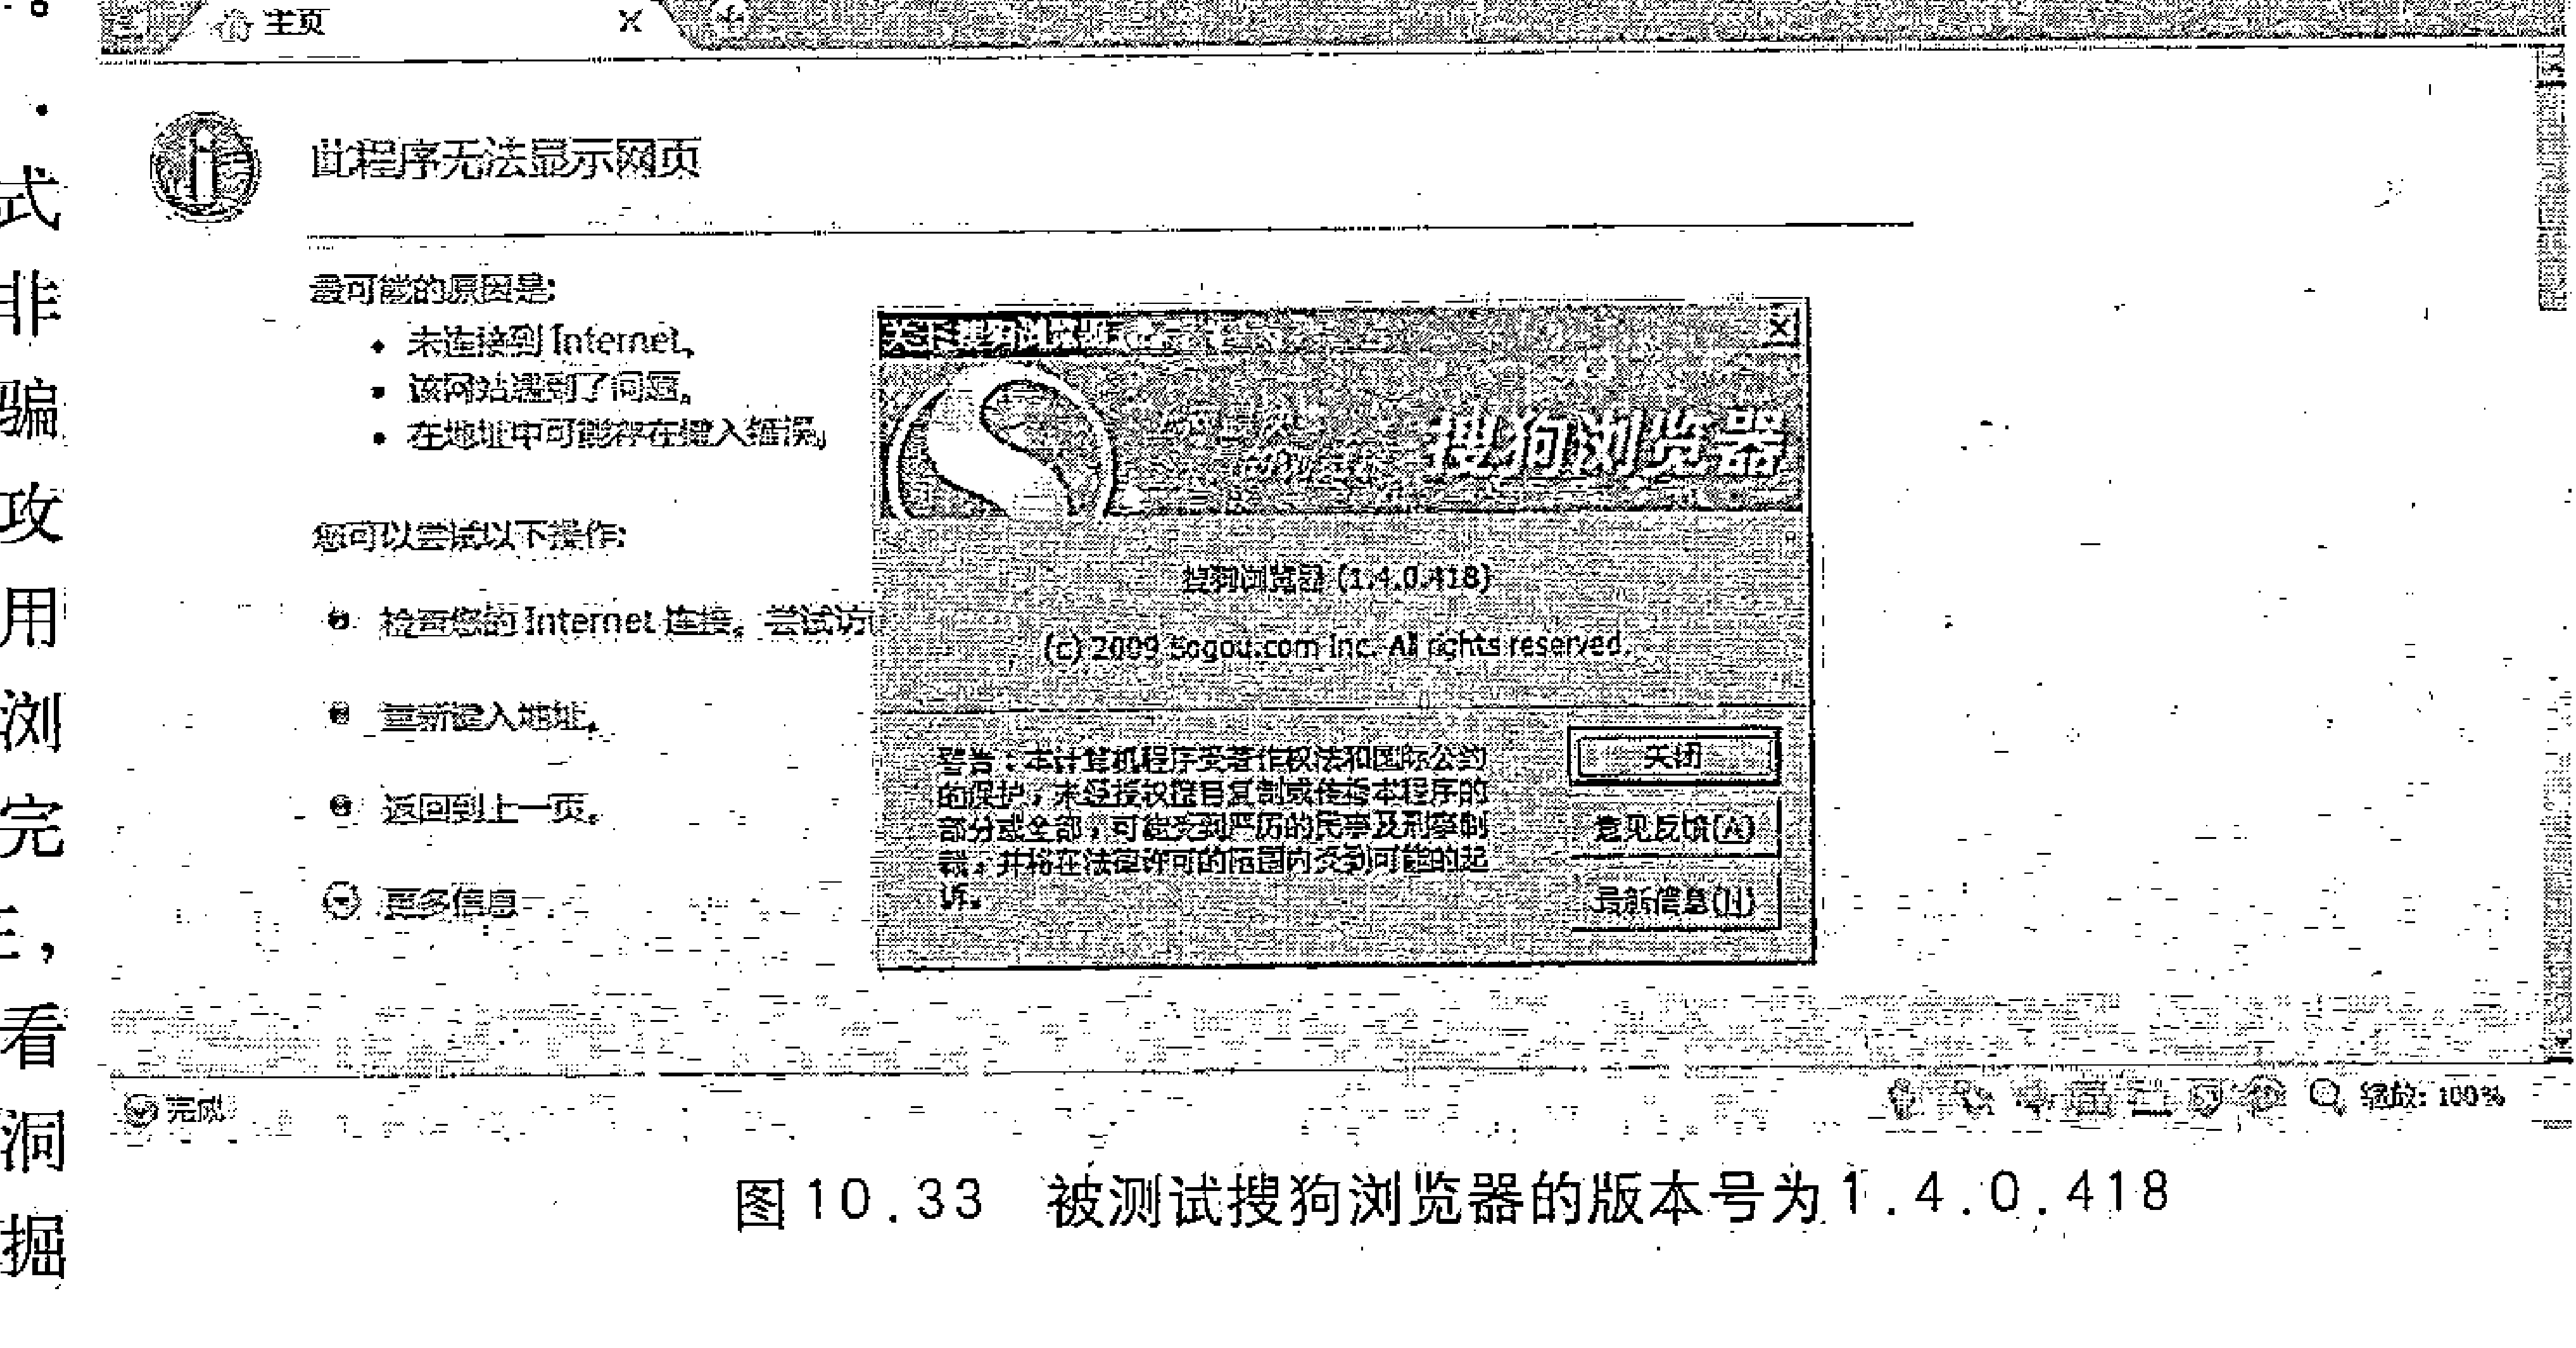 。
式
非
骗
攻
用
浏
完
，
看
洞
掘
主页
此程序无法显示网页
最可能的原因是:
• 未连接到 Internet。
• 该网站遇到了问题。
• 在地址中可能存在键入错误。
您可以尝试以下操作:
检查您的 Internet 连接。尝试访
重新键入地址。
返回到上一页。
更多信息
关于搜狗浏览器
搜狗浏览器
搜狗浏览器 (1.4.0.418)
(c) 2009 Sogou.com Inc. All rights reserved.
警告：本计算机程序受著作权法和国际公约
的保护，未经授权擅自复制或传播本程序的
部分或全部，可能受到严厉的民事及刑事制
裁，并将在法律许可的范围内受到可能的起
诉。
关闭
意见反馈(A)
最新信息(N)
完成
缩放: 100%
图10.33 被测试搜狗浏览器的版本号为1.4.0.418